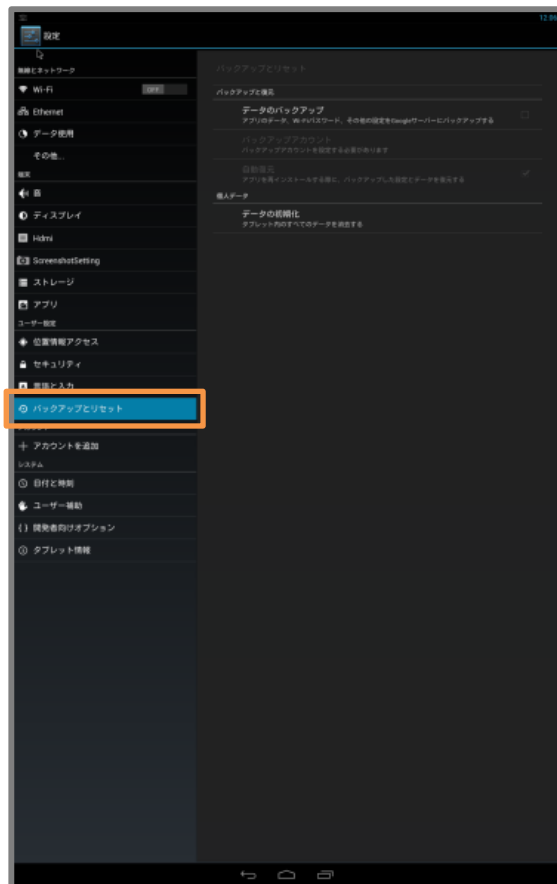 12:06
設定
無線とネットワーク
Wi-Fi
OFF
Ethernet
データ使用
その他...
端末
音
ディスプレイ
Hdmi
ScreenshotSetting
ストレージ
アプリ
ユーザー設定
位置情報アクセス
セキュリティ
言語と入力
バックアップとリセット
アカウントを追加
システム
日付と時刻
ユーザー補助
開発者向けオプション
タブレット情報
バックアップとリセット
バックアップと復元
データのバックアップ
アプリのデータ、Wi-Fiパスワード、その他の設定をGoogleサーバーにバックアップする
バックアップアカウント
バックアップアカウントを設定する必要があります
自動復元
アプリを再インストールする際に、バックアップした設定とデータを復元する
個人データ
データの初期化
タブレット内のすべてのデータを消去する